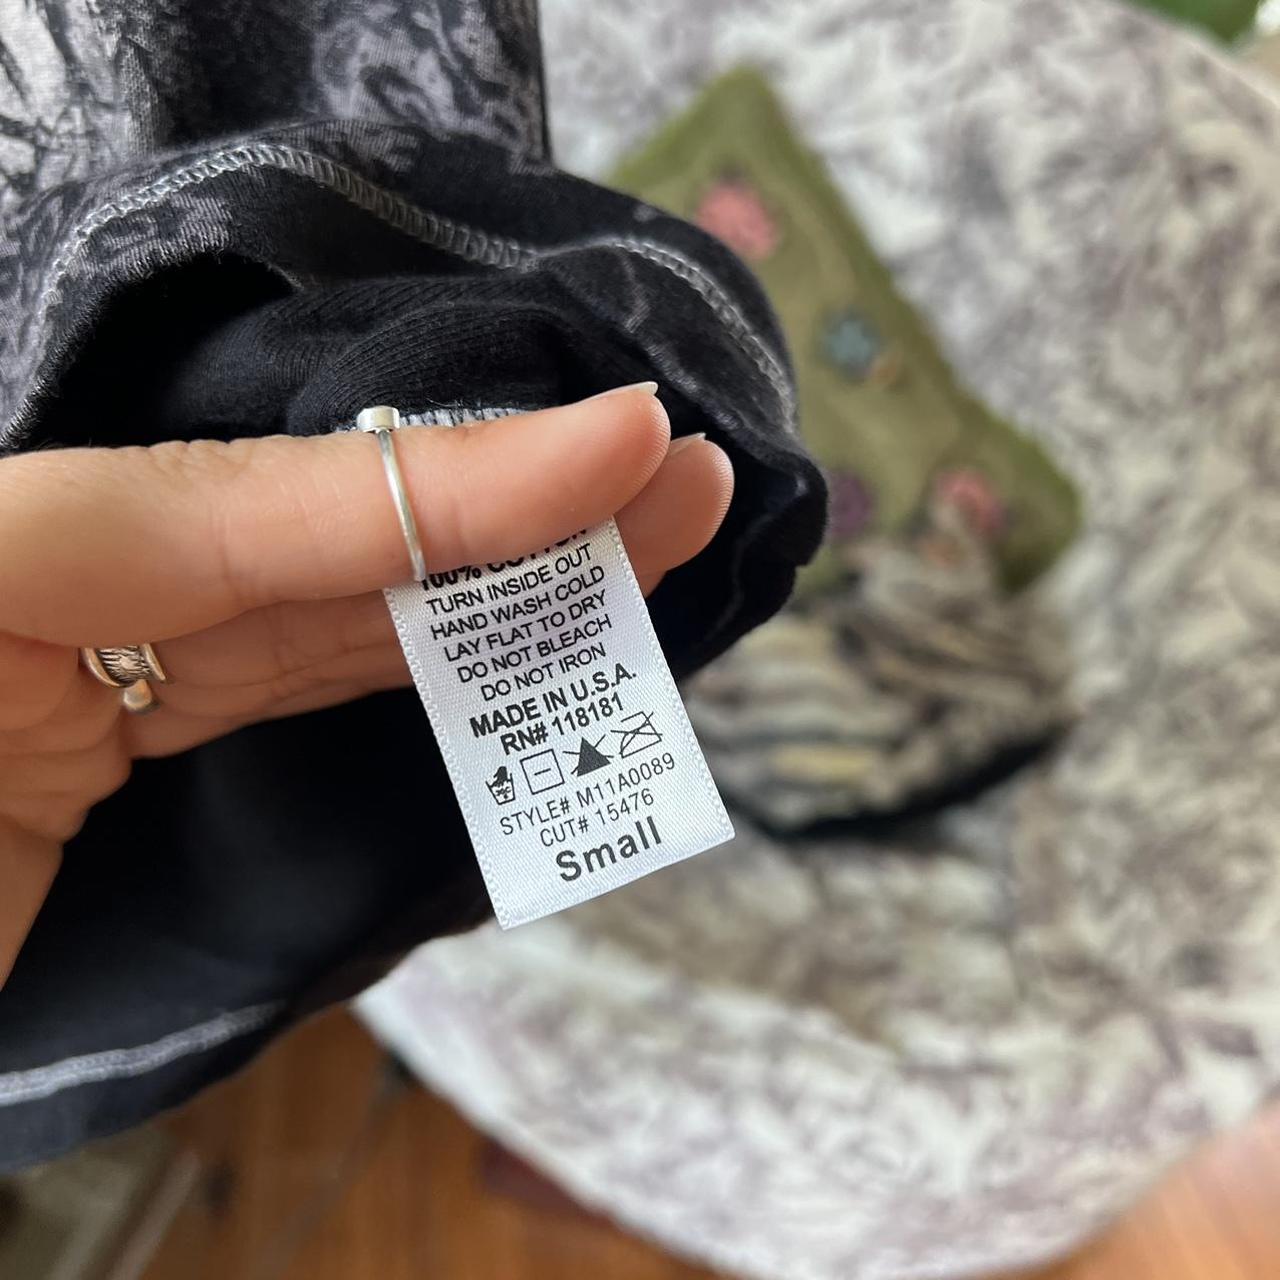 100% COTTON
TURN INSIDE OUT
HAND WASH COLD
LAY FLAT TO DRY
DO NOT BLEACH
DO NOT IRON
MADE IN U.S.A.
RN# 118181
STYLE# M11A0089
CUT# 15476
Small